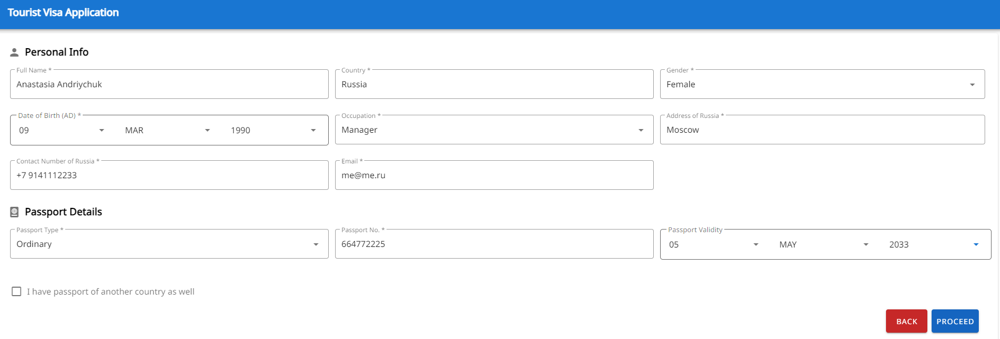 Tourist Visa Application
Personal Info
Full Name *
Anastasia Andriychuk
Country *
Russia
Gender *
Female
Date of Birth (AD) *
09 MAR 1990
Occupation *
Manager
Address of Russia *
Moscow
Contact Number of Russia *
+7 9141112233
Email *
me@me.ru
Passport Details
Passport Type *
Ordinary
Passport No. *
664772225
Passport Validity
05 MAY 2033
I have passport of another country as well
BACK PROCEED